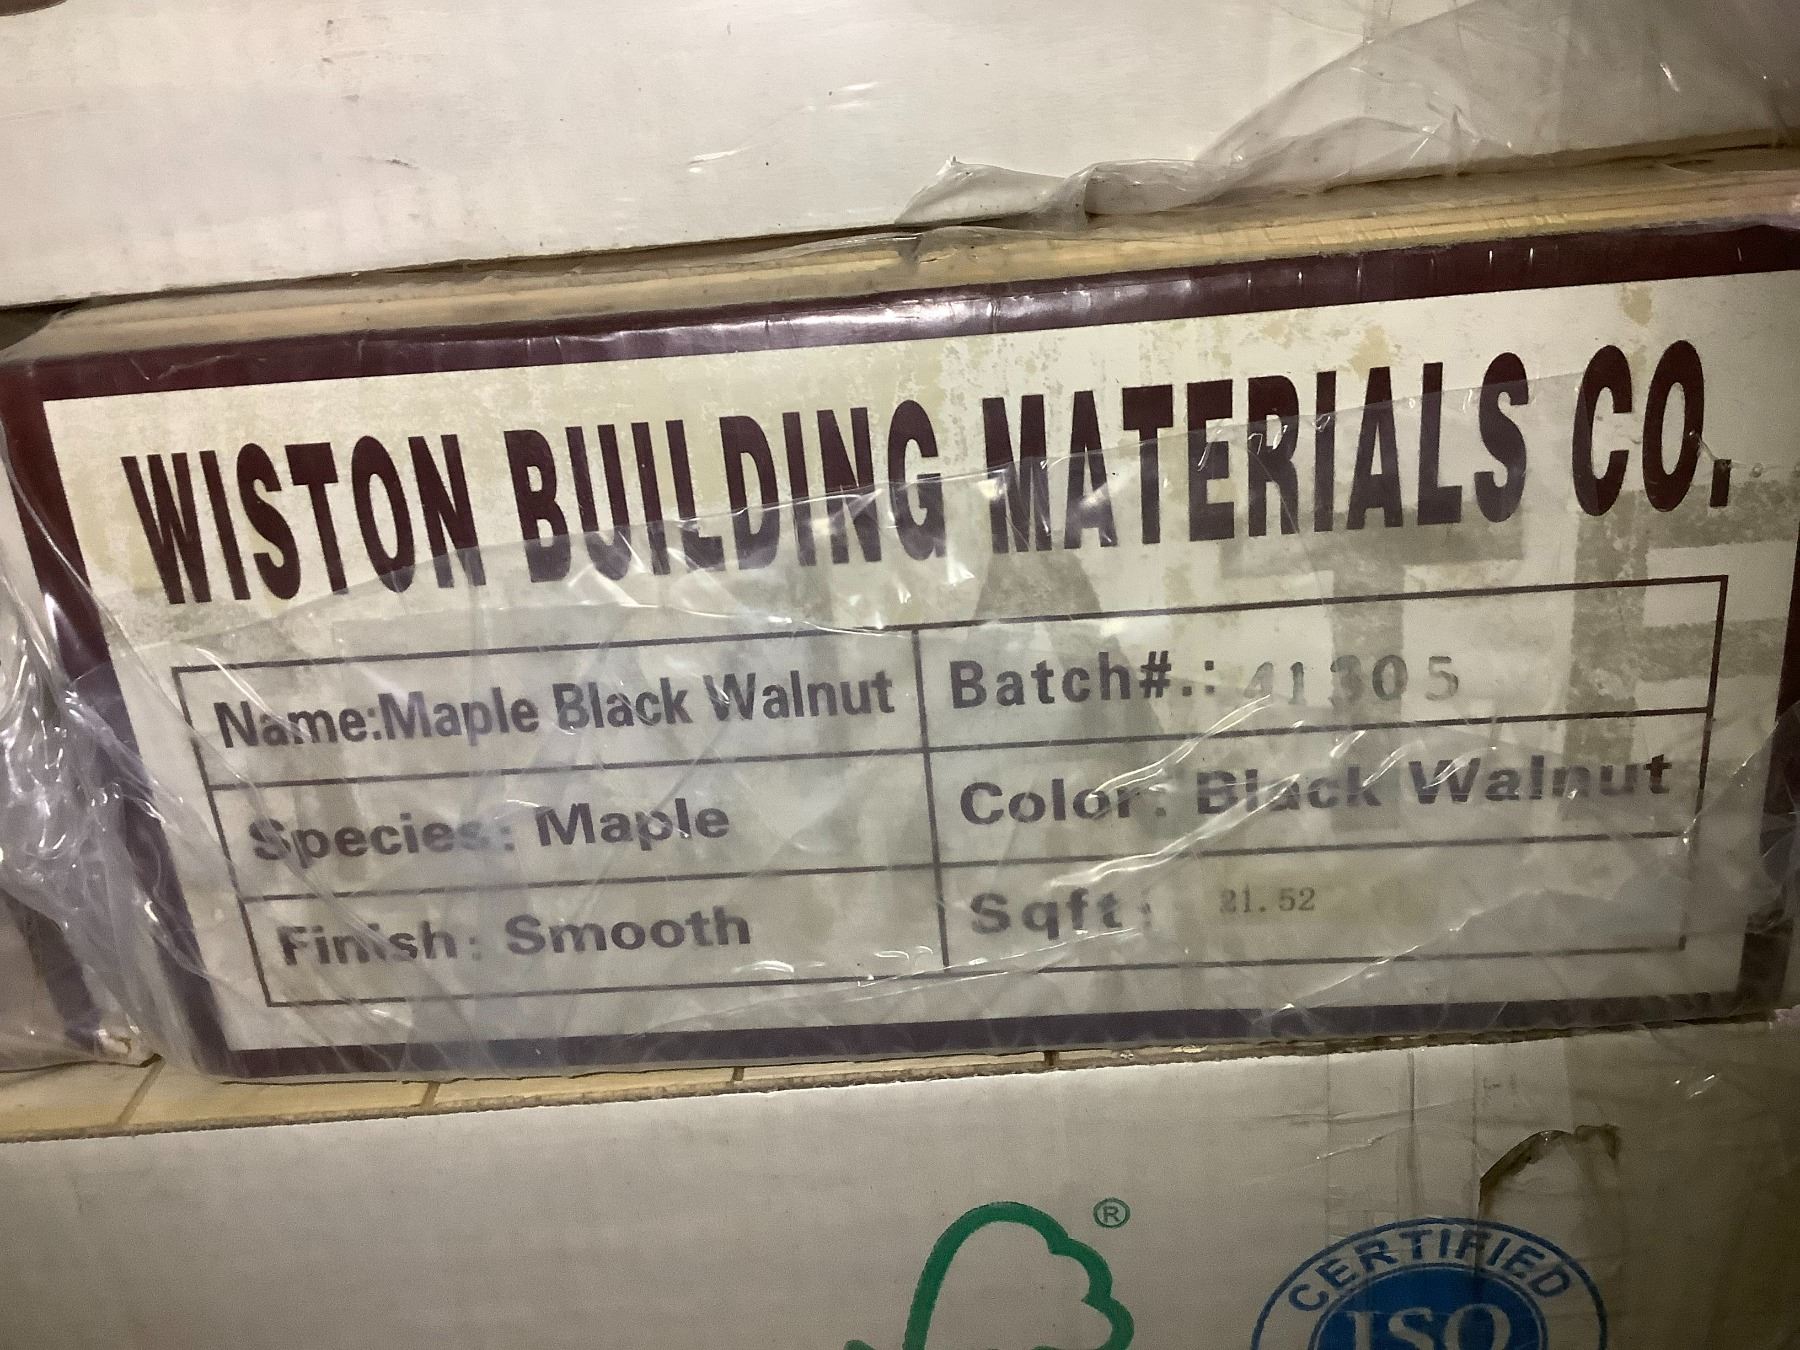 WISTON BUILDING MATERIALS CO.
Name:Maple Black Walnut
Batch#.: 41305
Species: Maple
Color: Black Walnut
Finish: Smooth
Sqft: 21.52
®
CERTIFIED
ISO